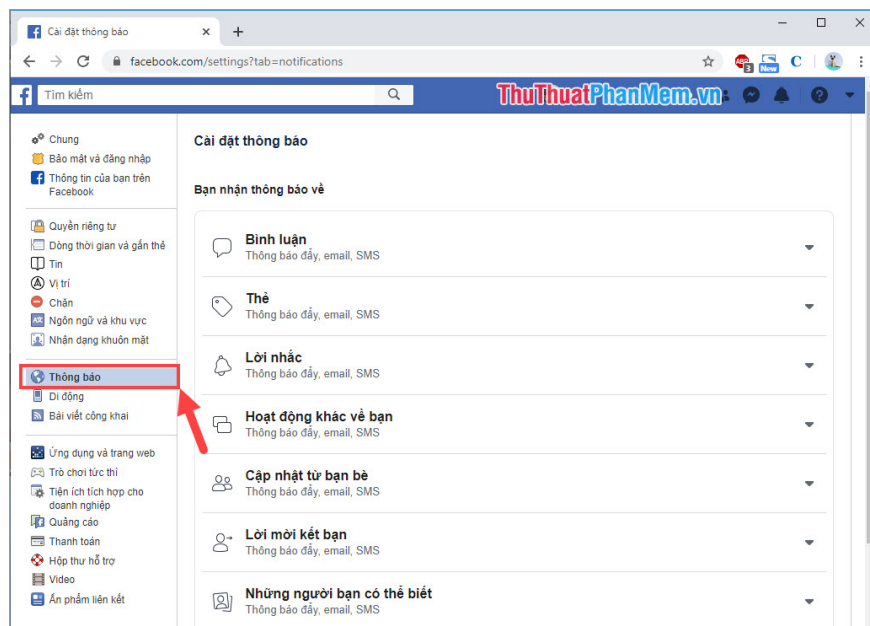 Cài đặt thông báo
facebook.com/settings?tab=notifications
ABP
3
New
C
f
Tìm kiếm
ThuThuatPhanMem.vn
Chung
Bảo mật và đăng nhập
Thông tin của bạn trên
Facebook
Quyền riêng tư
Dòng thời gian và gắn thẻ
Tin
Vị trí
Chặn
Ngôn ngữ và khu vực
Nhận dạng khuôn mặt
Thông báo
Di động
Bài viết công khai
Ứng dụng và trang web
Trò chơi tức thì
Tiện ích tích hợp cho
doanh nghiệp
Quảng cáo
Thanh toán
Hộp thư hỗ trợ
Video
Ấn phẩm liên kết
Cài đặt thông báo
Bạn nhận thông báo về
Bình luận
Thông báo đẩy, email, SMS
Thẻ
Thông báo đẩy, email, SMS
Lời nhắc
Thông báo đẩy, email, SMS
Hoạt động khác về bạn
Thông báo đẩy, email, SMS
Cập nhật từ bạn bè
Thông báo đẩy, email, SMS
Lời mời kết bạn
Thông báo đẩy, email, SMS
Những người bạn có thể biết
Thông báo đẩy, email, SMS